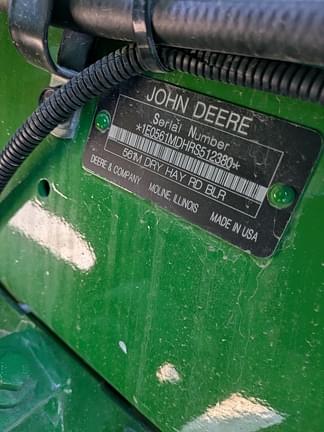 JOHN DEERE
Serial Number
*1E0561MDHRS512380*
561M DRY HAY RD BLR
DEERE & COMPANY MOLINE, ILLINOIS MADE IN USA